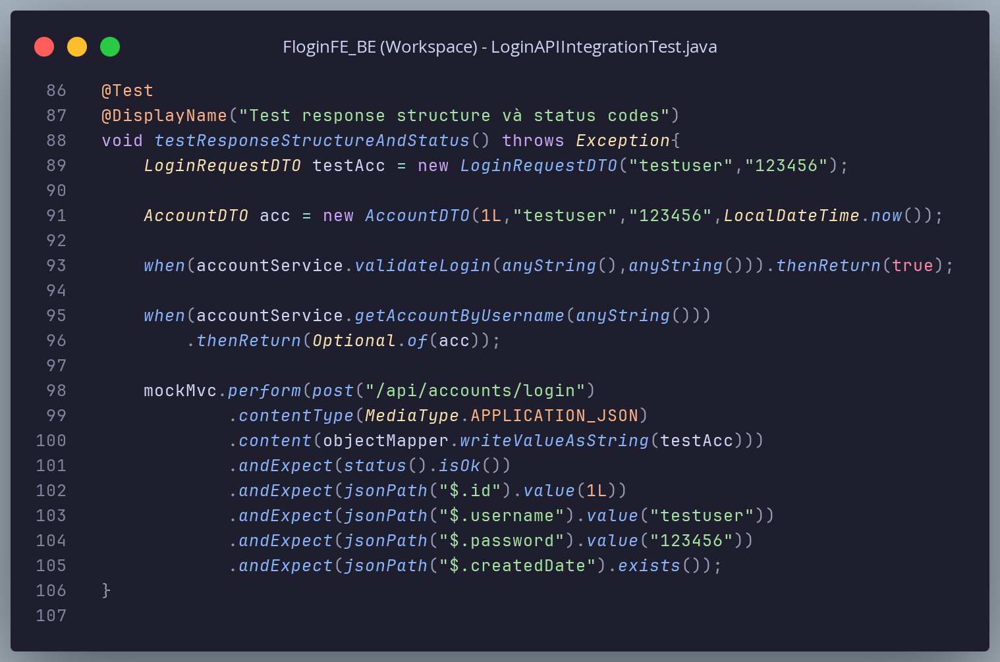 FloginFE_BE (Workspace) - LoginAPIIntegrationTest.java
86 @Test
87 @DisplayName("Test response structure và status codes")
88 void testResponseStructureAndStatus() throws Exception{
89 LoginRequestDTO testAcc = new LoginRequestDTO("testuser","123456");
90
91 AccountDTO acc = new AccountDTO(1L,"testuser","123456",LocalDateTime.now());
92
93 when(accountService.validateLogin(anyString(),anyString())).thenReturn(true);
94
95 when(accountService.getAccountByUsername(anyString()))
96 .thenReturn(Optional.of(acc));
97
98 mockMvc.perform(post("/api/accounts/login")
99 .contentType(MediaType.APPLICATION_JSON)
100 .content(objectMapper.writeValueAsString(testAcc)))
101 .andExpect(status().isOk())
102 .andExpect(jsonPath("$.id").value(1L))
103 .andExpect(jsonPath("$.username").value("testuser"))
104 .andExpect(jsonPath("$.password").value("123456"))
105 .andExpect(jsonPath("$.createdDate").exists());
106 }
107